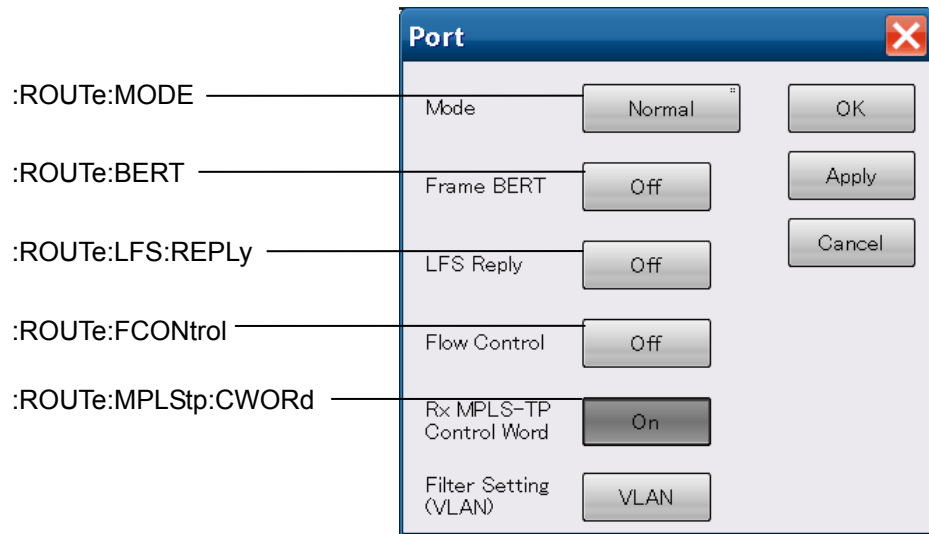 Port
:ROUTe:MODE
Mode
Normal
OK
:ROUTe:BERT
Frame BERT
Off
Apply
:ROUTe:LFS:REPLy
LFS Reply
Off
Cancel
:ROUTe:FCONtrol
Flow Control
Off
:ROUTe:MPLStp:CWORd
Rx MPLS-TP
Control Word
On
Filter Setting
(VLAN)
VLAN